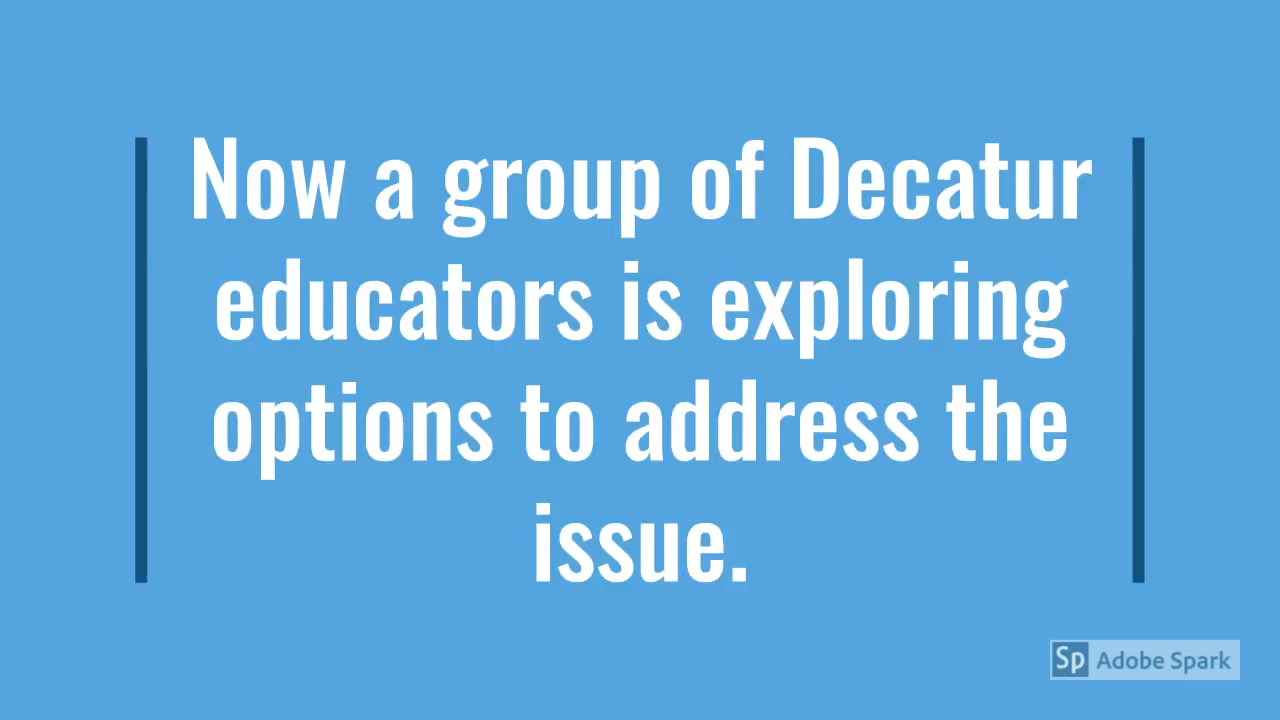 Now a group of Decatur
educators is exploring
options to address the
issue.
Sp Adobe Spark